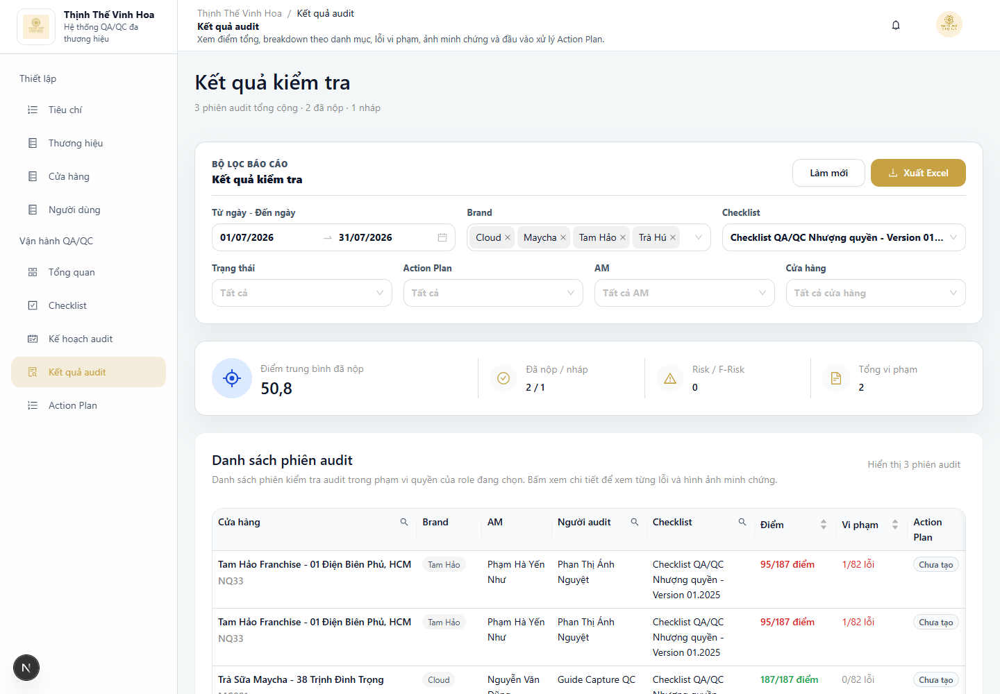 Thịnh Thế Vinh Hoa
Hệ thống QA/QC đa
thương hiệu
Thiết lập
Tiêu chí
Thương hiệu
Cửa hàng
Người dùng
Vận hành QA/QC
Tổng quan
Checklist
Kế hoạch audit
Kết quả audit
Action Plan
N
Thịnh Thế Vinh Hoa / Kết quả audit
Kết quả audit
Xem điểm tổng, breakdown theo danh mục, lỗi vi phạm, ảnh minh chứng và đầu vào xử lý Action Plan.
Kết quả kiểm tra
3 phiên audit tổng cộng · 2 đã nộp · 1 nháp
BỘ LỌC BÁO CÁO
Kết quả kiểm tra
Làm mới
Xuất Excel
Từ ngày - Đến ngày
Brand
Checklist
01/07/2026 → 31/07/2026
Cloud × Maycha × Tam Hảo × Trà Hú ×
Checklist QA/QC Nhượng quyền - Version 01...
Trạng thái
Action Plan
AM
Cửa hàng
Tất cả
Tất cả
Tất cả AM
Tất cả cửa hàng
Điểm trung bình đã nộp
50,8
Đã nộp / nháp
2 / 1
Risk / F-Risk
0
Tổng vi phạm
2
Danh sách phiên audit
Hiển thị 3 phiên audit
Danh sách phiên kiểm tra audit trong phạm vi quyền của role đang chọn. Bấm xem chi tiết để xem từng lỗi và hình ảnh minh chứng.
Cửa hàng
Brand
AM
Người audit
Checklist
Điểm
Vi phạm
Action
Plan
Tam Hảo Franchise - 01 Điện Biên Phủ, HCM
NQ33
Tam Hảo
Phạm Hà Yến
Như
Phan Thị Ánh
Nguyệt
Checklist QA/QC
Nhượng quyền -
Version 01.2025
95/187 điểm
1/82 lỗi
Chưa tạo
Tam Hảo Franchise - 01 Điện Biên Phủ, HCM
NQ33
Tam Hảo
Phạm Hà Yến
Như
Phan Thị Ánh
Nguyệt
Checklist QA/QC
Nhượng quyền -
Version 01.2025
95/187 điểm
1/82 lỗi
Chưa tạo
Trà Sữa Maycha - 38 Trịnh Đình Trọng
Cloud
Nguyễn Văn
Guide Capture QC
Checklist QA/QC
187/187 điểm
0/82 lỗi
Chưa tạo